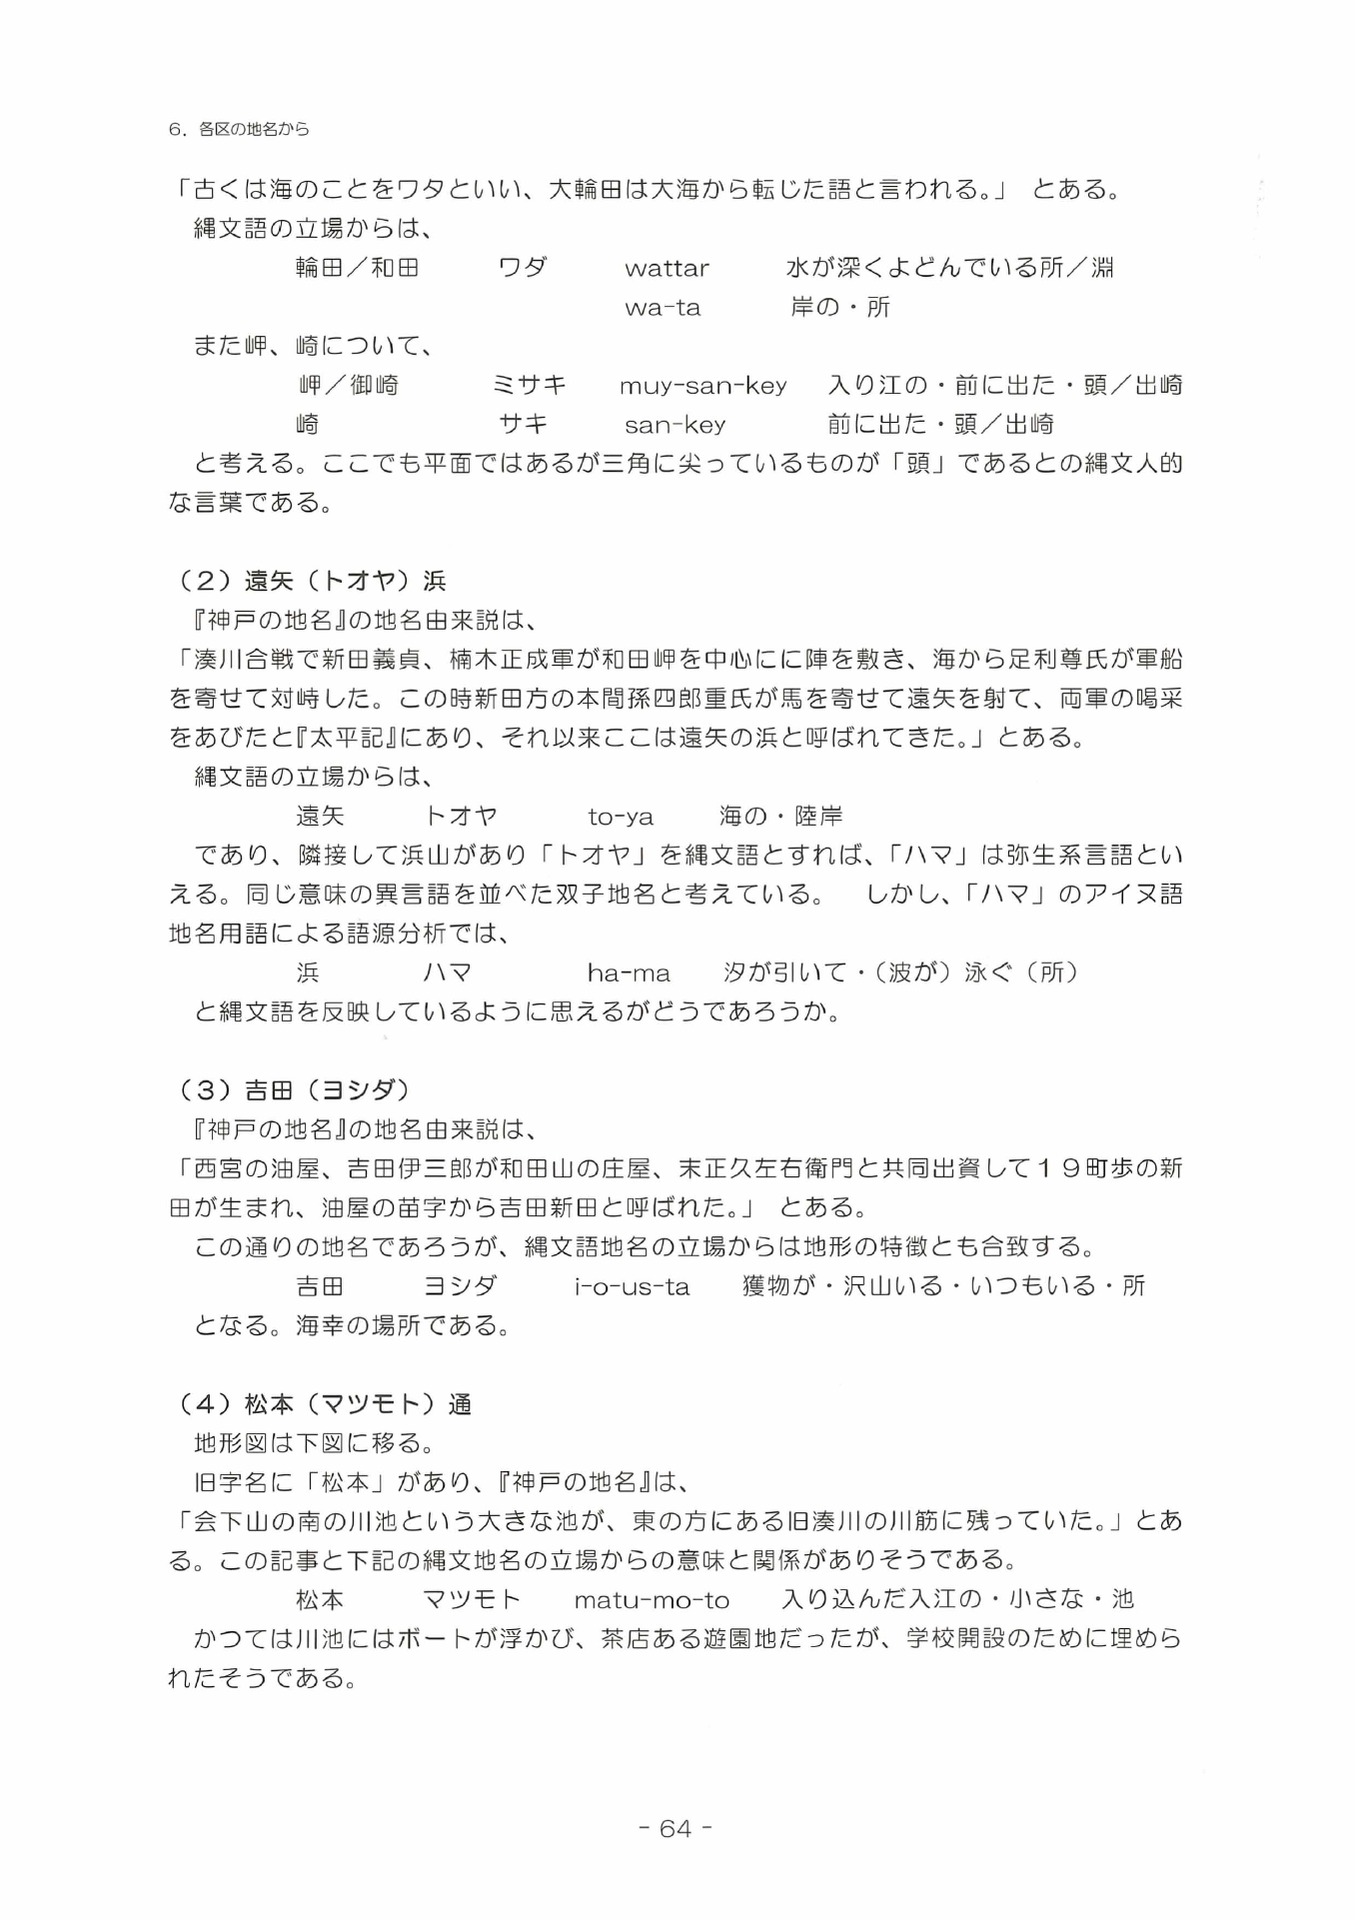 6．各区の地名から
「古くは海のことをワタといい、大輪田は大海から転じた語と言われる。」　とある。
縄文語の立場からは、
輪田／和田　ワダ　wattar　水が深くよどんでいる所／淵
wa-ta　岸の・所
また岬、崎について、
岬／御崎　ミサキ　muy-san-key　入り江の・前に出た・頭／出崎
崎　サキ　san-key　前に出た・頭／出崎
と考える。ここでも平面ではあるが三角に尖っているものが「頭」であるとの縄文人的
な言葉である。
（2）遠矢（トオヤ）浜
『神戸の地名』の地名由来説は、
「湊川合戦で新田義貞、楠木正成軍が和田岬を中心にに陣を敷き、海から足利尊氏が軍船
を寄せて対峙した。この時新田方の本間孫四郎重氏が馬を寄せて遠矢を射て、両軍の喝采
をあびたと『太平記』にあり、それ以来ここは遠矢の浜と呼ばれてきた。」とある。
縄文語の立場からは、
遠矢　トオヤ　to-ya　海の・陸岸
であり、隣接して浜山があり「トオヤ」を縄文語とすれば、「ハマ」は弥生系言語とい
える。同じ意味の異言語を並べた双子地名と考えている。　しかし、「ハマ」のアイヌ語
地名用語による語源分析では、
浜　ハマ　ha-ma　汐が引いて・（波が）泳ぐ（所）
と縄文語を反映しているように思えるがどうであろうか。
（3）吉田（ヨシダ）
『神戸の地名』の地名由来説は、
「西宮の油屋、吉田伊三郎が和田山の庄屋、末正久左右衛門と共同出資して１９町歩の新
田が生まれ、油屋の苗字から吉田新田と呼ばれた。」　とある。
この通りの地名であろうが、縄文語地名の立場からは地形の特徴とも合致する。
吉田　ヨシダ　i-o-us-ta　獲物が・沢山いる・いつもいる・所
となる。海幸の場所である。
（4）松本（マツモト）通
地形図は下図に移る。
旧字名に「松本」があり、『神戸の地名』は、
「会下山の南の川池という大きな池が、東の方にある旧湊川の川筋に残っていた。」とあ
る。この記事と下記の縄文地名の立場からの意味と関係がありそうである。
松本　マツモト　matu-mo-to　入り込んだ入江の・小さな・池
かつては川池にはボートが浮かび、茶店ある遊園地だったが、学校開設のために埋めら
れたそうである。
- 64 -